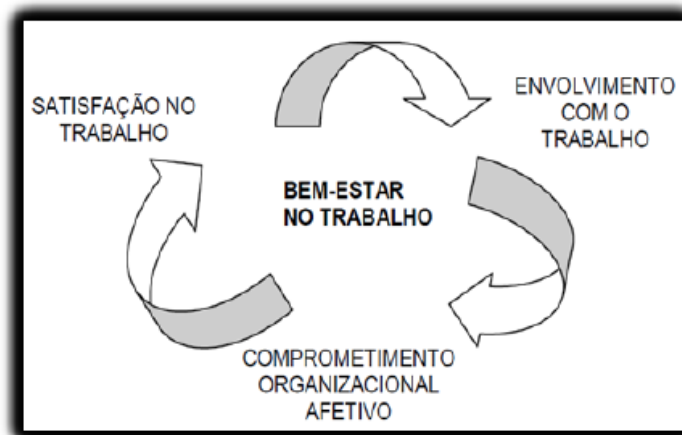 SATISFAÇÃO NO
TRABALHO
ENVOLVIMENTO
COM O
TRABALHO
BEM-ESTAR
NO TRABALHO
COMPROMETIMENTO
ORGANIZACIONAL
AFETIVO